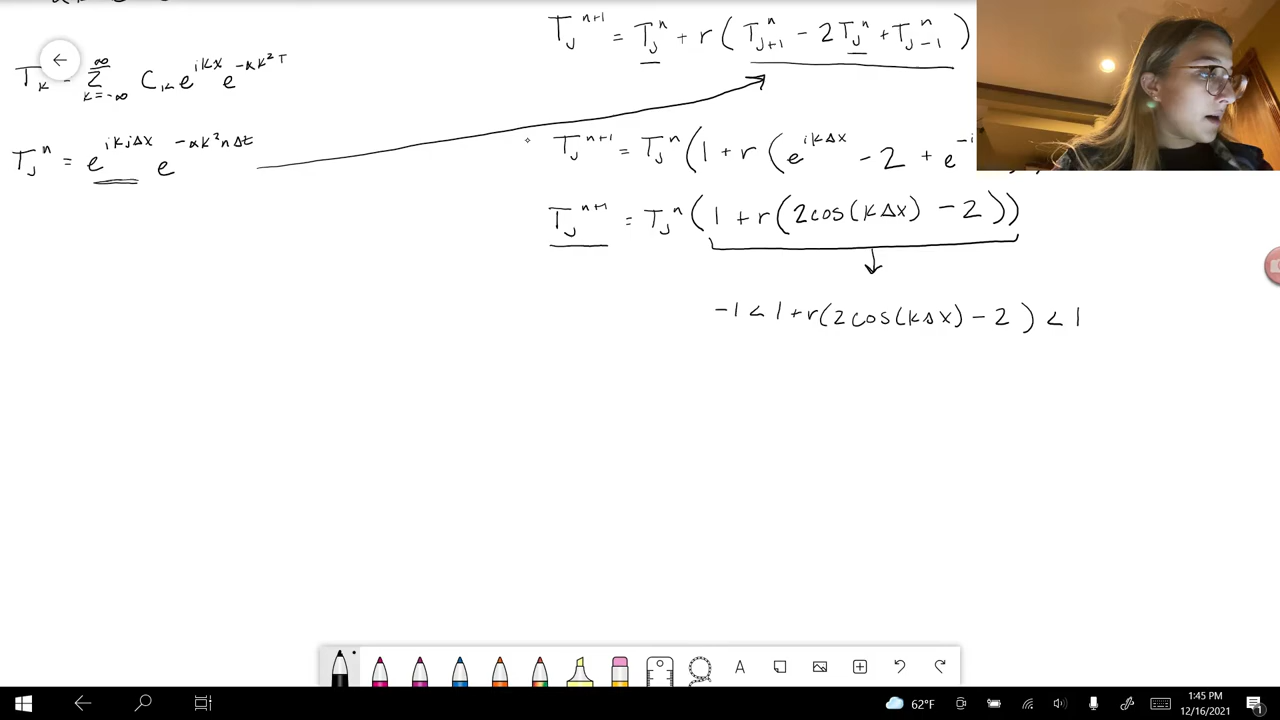 T_j^{n+1} = T_j^n + r(T_{j+1}^n - 2T_j^n + T_{j-1}^n)
T_k = ∑_{k=-∞}^{∞} C_k e^{ikx} e^{-αk²T}
T_j^n = e^{ikjΔx} e^{-αk²nΔt}
T_j^{n+1} = T_j^n(1 + r(e^{ikΔx} - 2 + e^{-i
T_j^{n+1} = T_j^n(1 + r(2cos(kΔx) - 2))
-1 < 1 + r(2cos(kΔx) - 2) < 1
A
62°F
1:45 PM
12/16/2021
1